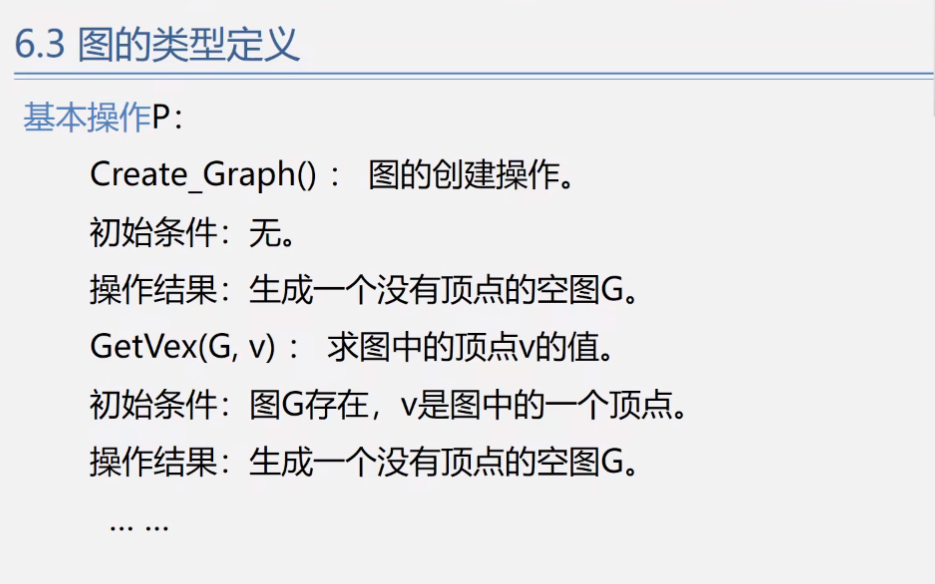 6.3 图的类型定义
基本操作P：
Create_Graph()： 图的创建操作。
初始条件：无。
操作结果：生成一个没有顶点的空图G。
GetVex(G, v)： 求图中的顶点v的值。
初始条件：图G存在，v是图中的一个顶点。
操作结果：生成一个没有顶点的空图G。
... ...